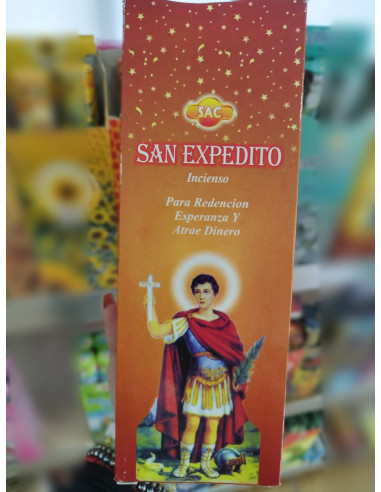 SAC
SAN EXPEDITO
Incienso
Para Redencion
Esperanza Y
Atrae Dinero